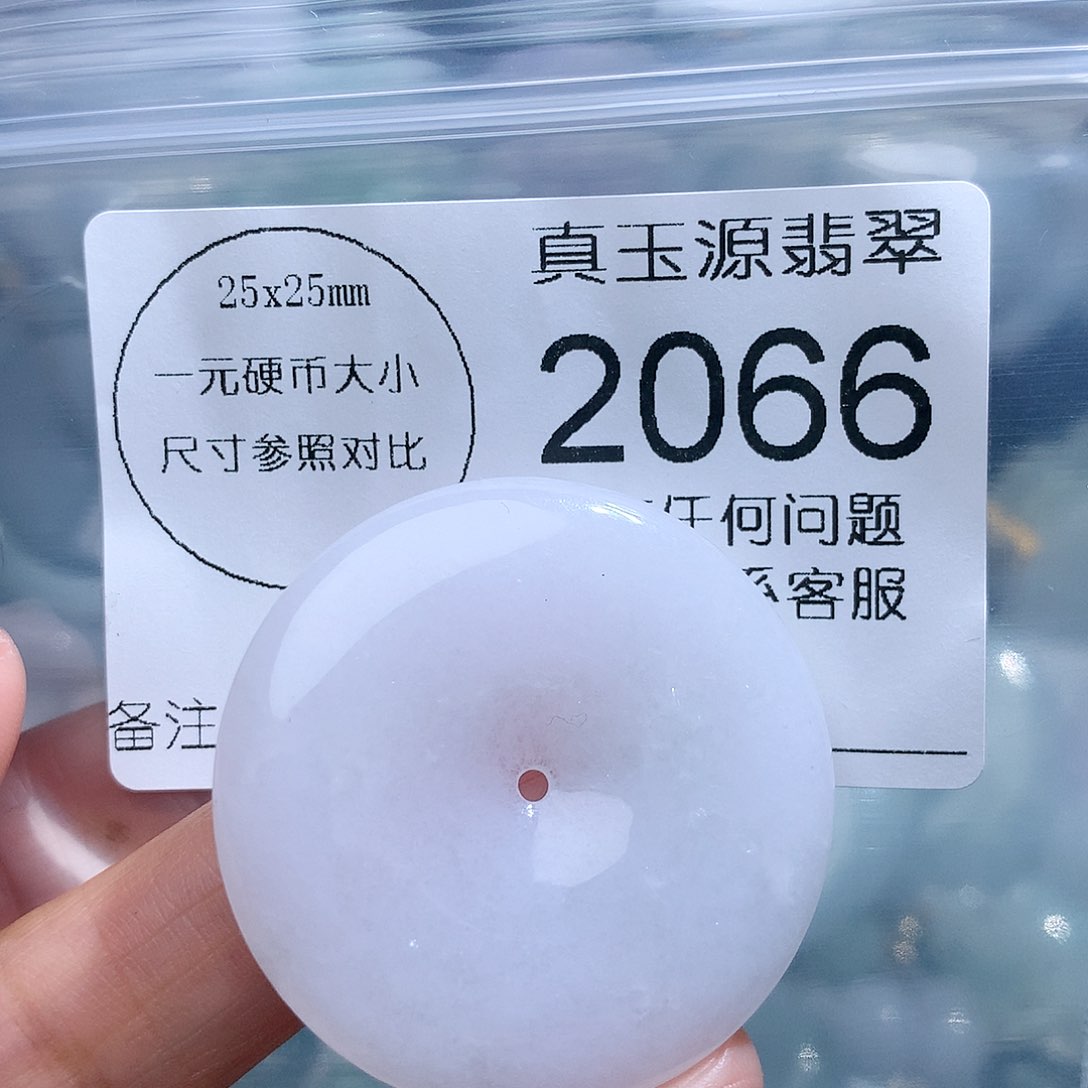 25x25mm
一元硬币大小
尺寸参照对比
真玉源翡翠
2066
任何问题
客服
备注